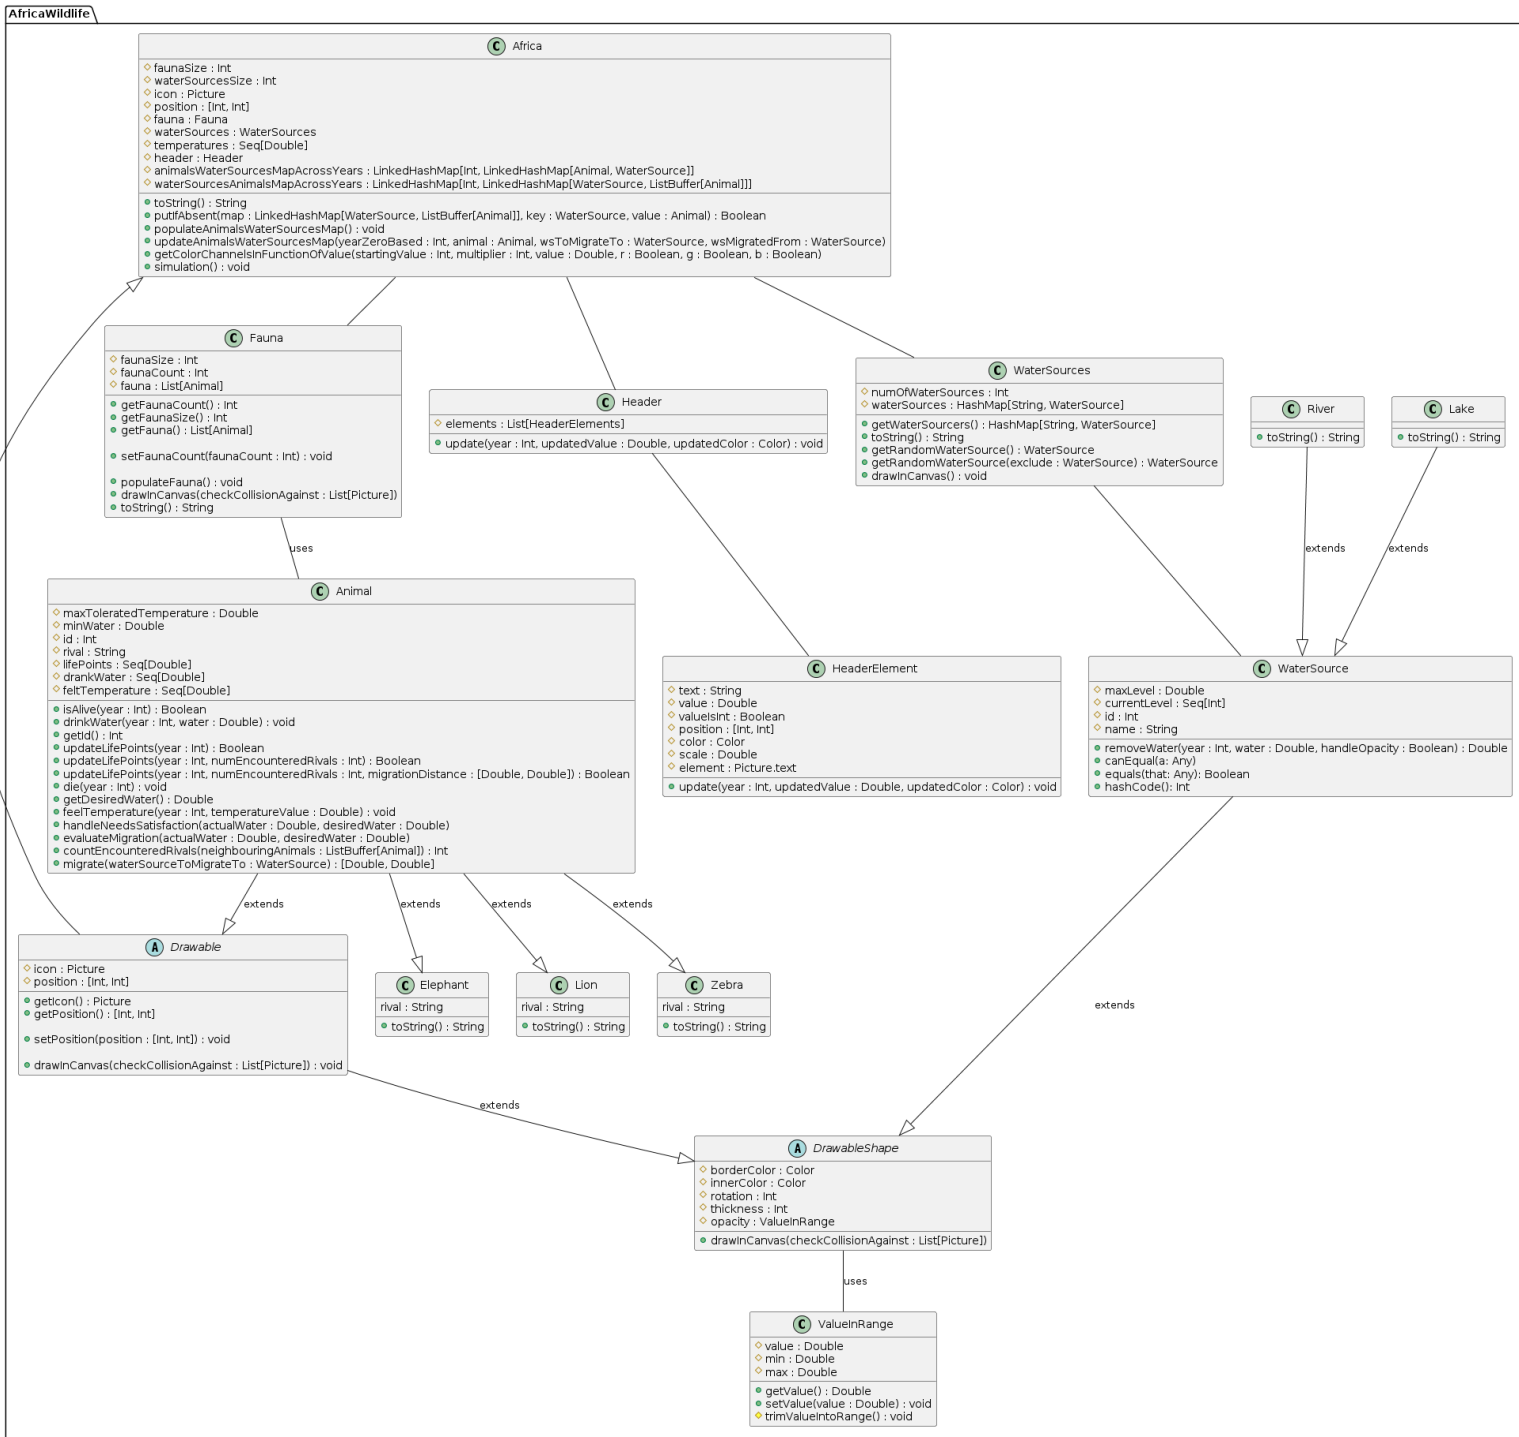 AfricaWildlife
C Africa
faunaSize : Int
waterSourcesSize : Int
icon : Picture
position : [Int, Int]
fauna : Fauna
waterSources : WaterSources
temperatures : Seq[Double]
header : Header
animalsWaterSourcesMapAcrossYears : LinkedHashMap[Int, LinkedHashMap[Animal, WaterSource]]
waterSourcesAnimalsMapAcrossYears : LinkedHashMap[Int, LinkedHashMap[WaterSource, ListBuffer[Animal]]]
toString() : String
putIfAbsent(map : LinkedHashMap[WaterSource, ListBuffer[Animal]], key : WaterSource, value : Animal) : Boolean
populateAnimalsWaterSourcesMap() : void
updateAnimalsWaterSourcesMap(yearZeroBased : Int, animal : Animal, wsToMigrateTo : WaterSource, wsMigratedFrom : WaterSource)
getColorChannelsInFunctionOfValue(startingValue : Int, multiplier : Int, value : Double, r : Boolean, g : Boolean, b : Boolean)
simulation() : void
C Fauna
faunaSize : Int
faunaCount : Int
fauna : List[Animal]
getFaunaCount() : Int
getFaunaSize() : Int
getFauna() : List[Animal]
setFaunaCount(faunaCount : Int) : void
populateFauna() : void
drawInCanvas(checkCollisionAgainst : List[Picture])
toString() : String
C Header
elements : List[HeaderElements]
update(year : Int, updatedValue : Double, updatedColor : Color) : void
C WaterSources
numOfWaterSources : Int
waterSources : HashMap[String, WaterSource]
getWaterSourcers() : HashMap[String, WaterSource]
toString() : String
getRandomWaterSource() : WaterSource
getRandomWaterSource(exclude : WaterSource) : WaterSource
drawInCanvas() : void
C River
toString() : String
C Lake
toString() : String
uses
extends
extends
C Animal
maxToleratedTemperature : Double
minWater : Double
id : Int
rival : String
lifePoints : Seq[Double]
drankWater : Seq[Double]
feltTemperature : Seq[Double]
isAlive(year : Int) : Boolean
drinkWater(year : Int, water : Double) : void
getId() : Int
updateLifePoints(year : Int) : Boolean
updateLifePoints(year : Int, numEncounteredRivals : Int) : Boolean
updateLifePoints(year : Int, numEncounteredRivals : Int, migrationDistance : [Double, Double]) : Boolean
die(year : Int) : void
getDesiredWater() : Double
feelTemperature(year : Int, temperatureValue : Double) : void
handleNeedsSatisfaction(actualWater : Double, desiredWater : Double)
evaluateMigration(actualWater : Double, desiredWater : Double)
countEncounteredRivals(neighbouringAnimals : ListBuffer[Animal]) : Int
migrate(waterSourceToMigrateTo : WaterSource) : [Double, Double]
C HeaderElement
text : String
value : Double
valueIsInt : Boolean
position : [Int, Int]
color : Color
scale : Double
element : Picture.text
update(year : Int, updatedValue : Double, updatedColor : Color) : void
C WaterSource
maxLevel : Double
currentLevel : Seq[Int]
id : Int
name : String
removeWater(year : Int, water : Double, handleOpacity : Boolean) : Double
canEqual(a: Any)
equals(that: Any): Boolean
hashCode(): Int
extends
extends
extends
extends
A Drawable
icon : Picture
position : [Int, Int]
getIcon() : Picture
getPosition() : [Int, Int]
setPosition(position : [Int, Int]) : void
drawInCanvas(checkCollisionAgainst : List[Picture]) : void
C Elephant
rival : String
toString() : String
C Lion
rival : String
toString() : String
C Zebra
rival : String
toString() : String
extends
extends
A DrawableShape
borderColor : Color
innerColor : Color
rotation : Int
thickness : Int
opacity : ValueInRange
drawInCanvas(checkCollisionAgainst : List[Picture])
uses
C ValueInRange
value : Double
min : Double
max : Double
getValue() : Double
setValue(value : Double) : void
trimValueIntoRange() : void